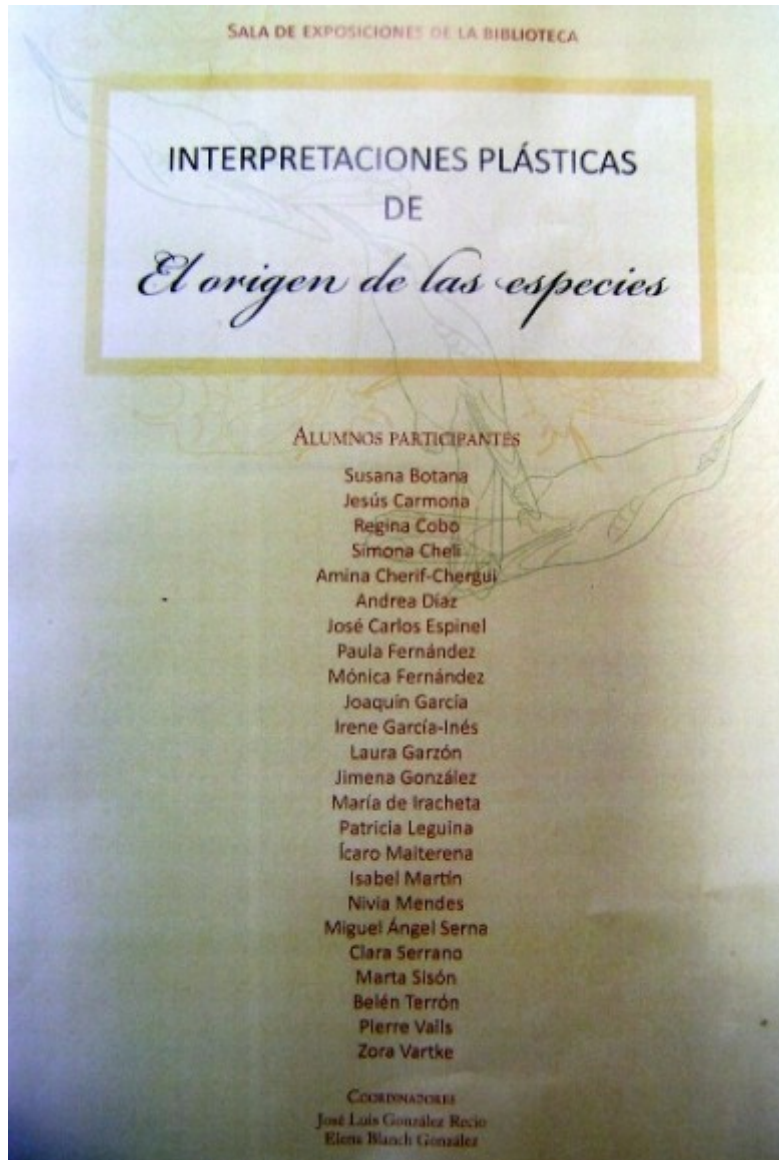 SALA DE EXPOSICIONES DE LA BIBLIOTECA
INTERPRETACIONES PLÁSTICAS
DE
El origen de las especies
ALUMNOS PARTICIPANTES
Susana Botana
Jesús Carmona
Regina Cobo
Simona Cheli
Amina Cherif-Chergui
Andrea Díaz
José Carlos Espinel
Paula Fernández
Mónica Fernández
Joaquín García
Irene García-Inés
Laura Garzón
Jimena González
María de Iracheta
Patricia Leguina
Ícaro Maiterena
Isabel Martín
Nivia Mendes
Miguel Ángel Serna
Clara Serrano
Marta Sisón
Belén Terrón
Pierre Valls
Zora Vartke
COORDINADORES
José Luis González Recio
Elena Blanch González